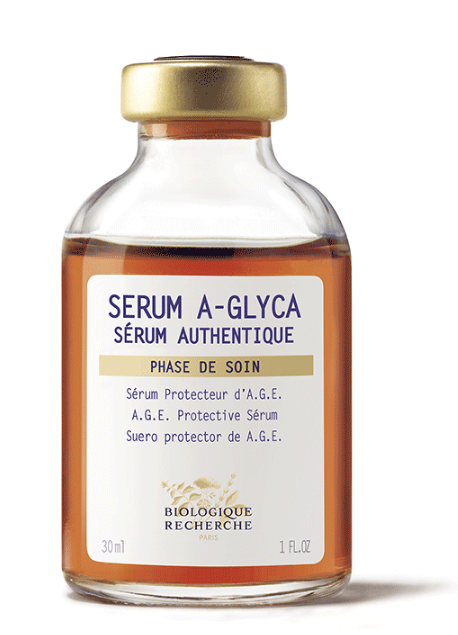 SERUM A-GLYCA
SÉRUM AUTHENTIQUE
PHASE DE SOIN
Sérum Protecteur d'A.G.E.
A.G.E. Protective Sérum
Suero protector de A.G.E.
BIOLOGIQUE
RECHERCHE
PARIS
30ml 1 FL.OZ